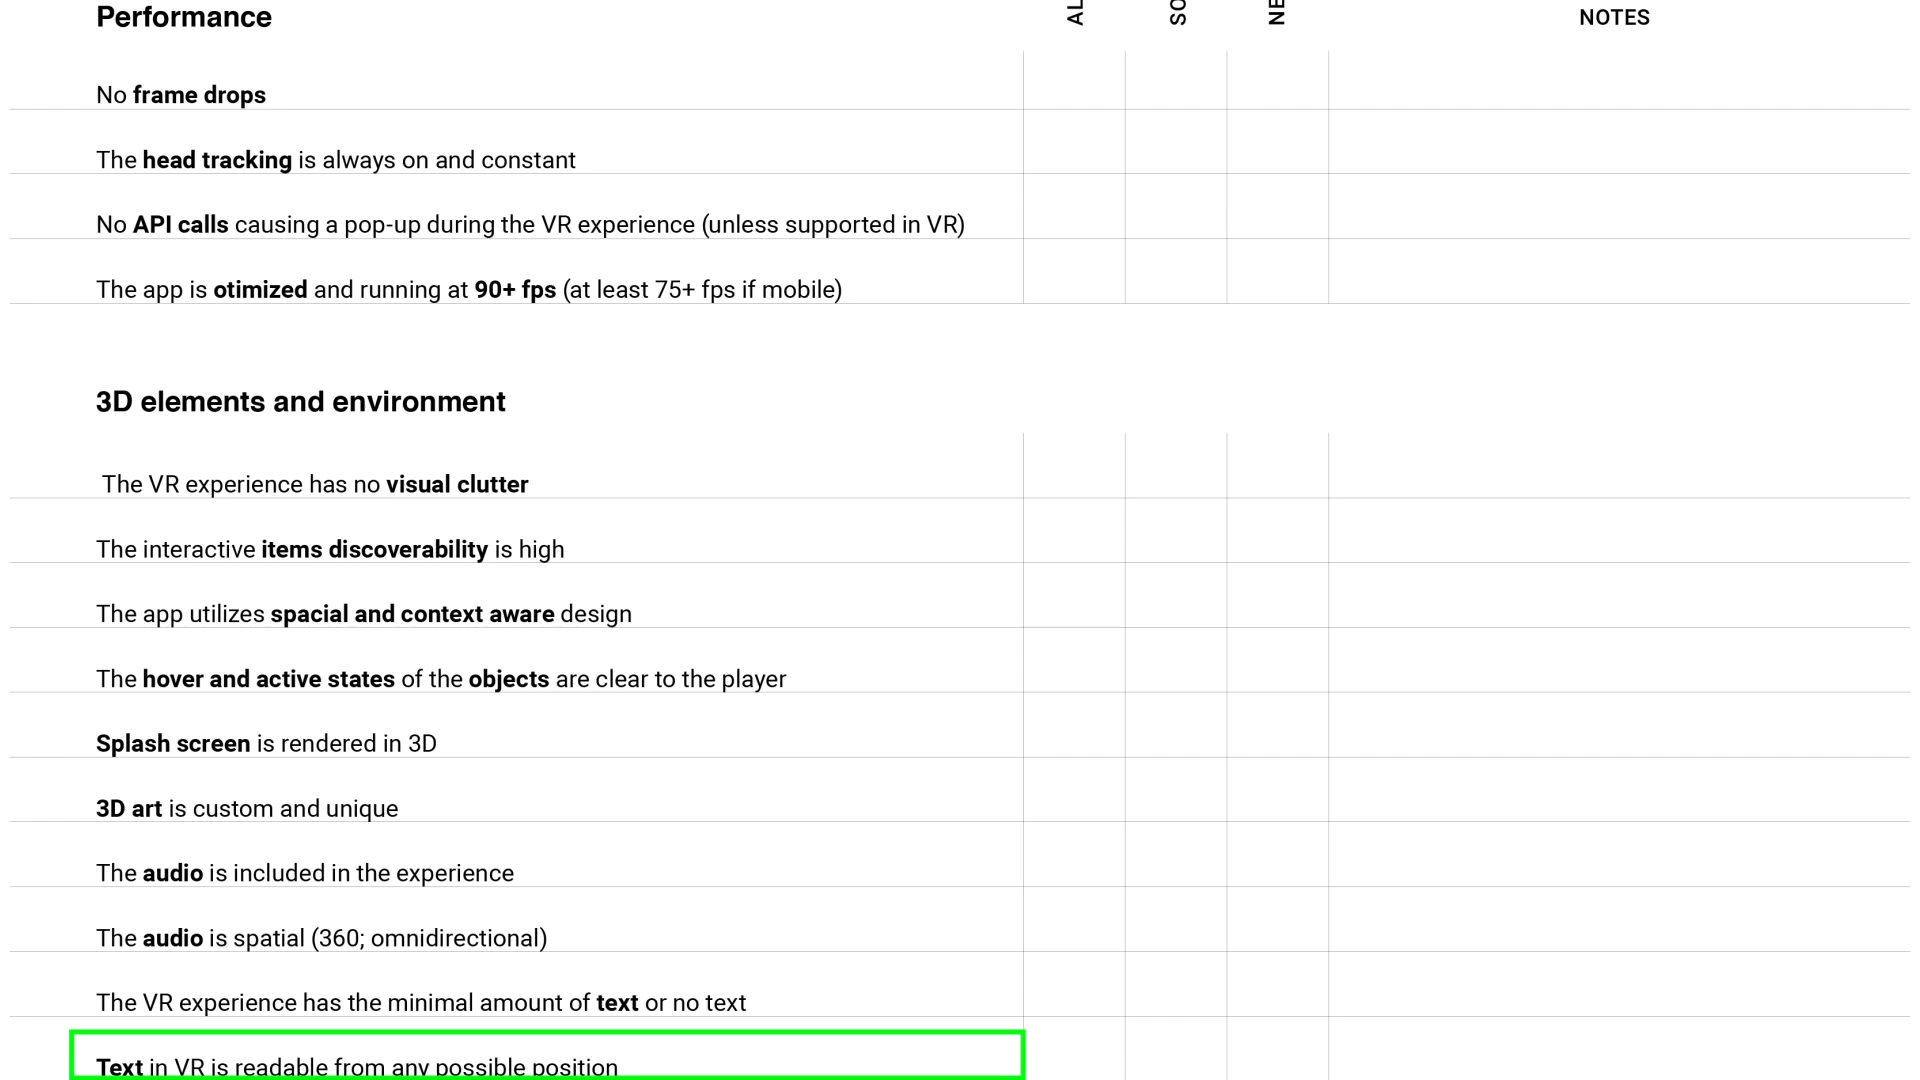 Performance
AL
SO
NE
NOTES
No frame drops
The head tracking is always on and constant
No API calls causing a pop-up during the VR experience (unless supported in VR)
The app is otimized and running at 90+ fps (at least 75+ fps if mobile)
3D elements and environment
The VR experience has no visual clutter
The interactive items discoverability is high
The app utilizes spacial and context aware design
The hover and active states of the objects are clear to the player
Splash screen is rendered in 3D
3D art is custom and unique
The audio is included in the experience
The audio is spatial (360; omnidirectional)
The VR experience has the minimal amount of text or no text
Text in VR is readable from any possible position